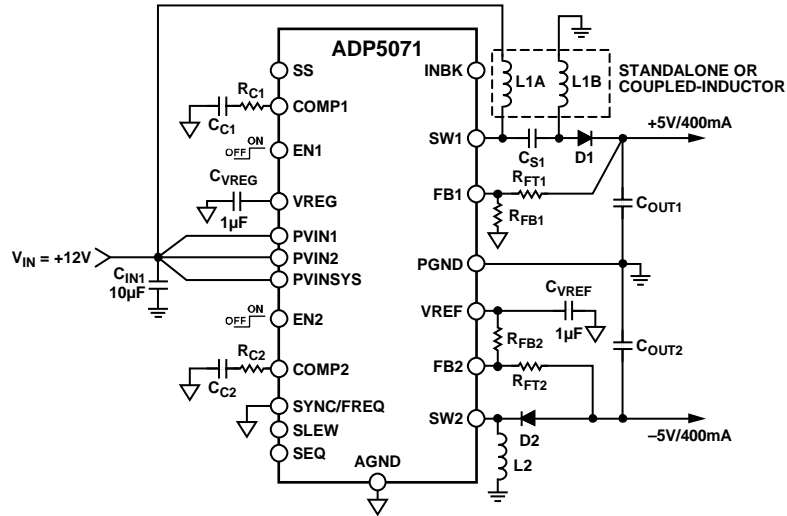 ADP5071
SS
INBK
L1A
L1B
STANDALONE OR
COUPLED-INDUCTOR
RC1
CC1
COMP1
SW1
+5V/400mA
CS1
D1
ON
OFF
EN1
RFT1
FB1
RFB1
COUT1
CVREG
1µF
VREG
PVIN1
VIN = +12V
PVIN2
PGND
CIN1
10µF
PVINSYS
ON
OFF
EN2
VREF
CVREF
1µF
RFB2
COUT2
RC2
CC2
COMP2
FB2
RFT2
SYNC/FREQ
SW2
D2
–5V/400mA
SLEW
SEQ
L2
AGND